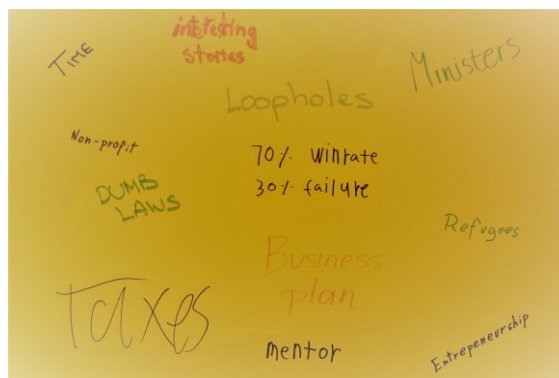 TIME
interesting
stories
Ministers
Loopholes
Non-profit
70% winrate
30% failure
DUMB
LAWS
Refugees
Business
plan
Taxes
mentor
Entrepeneurship